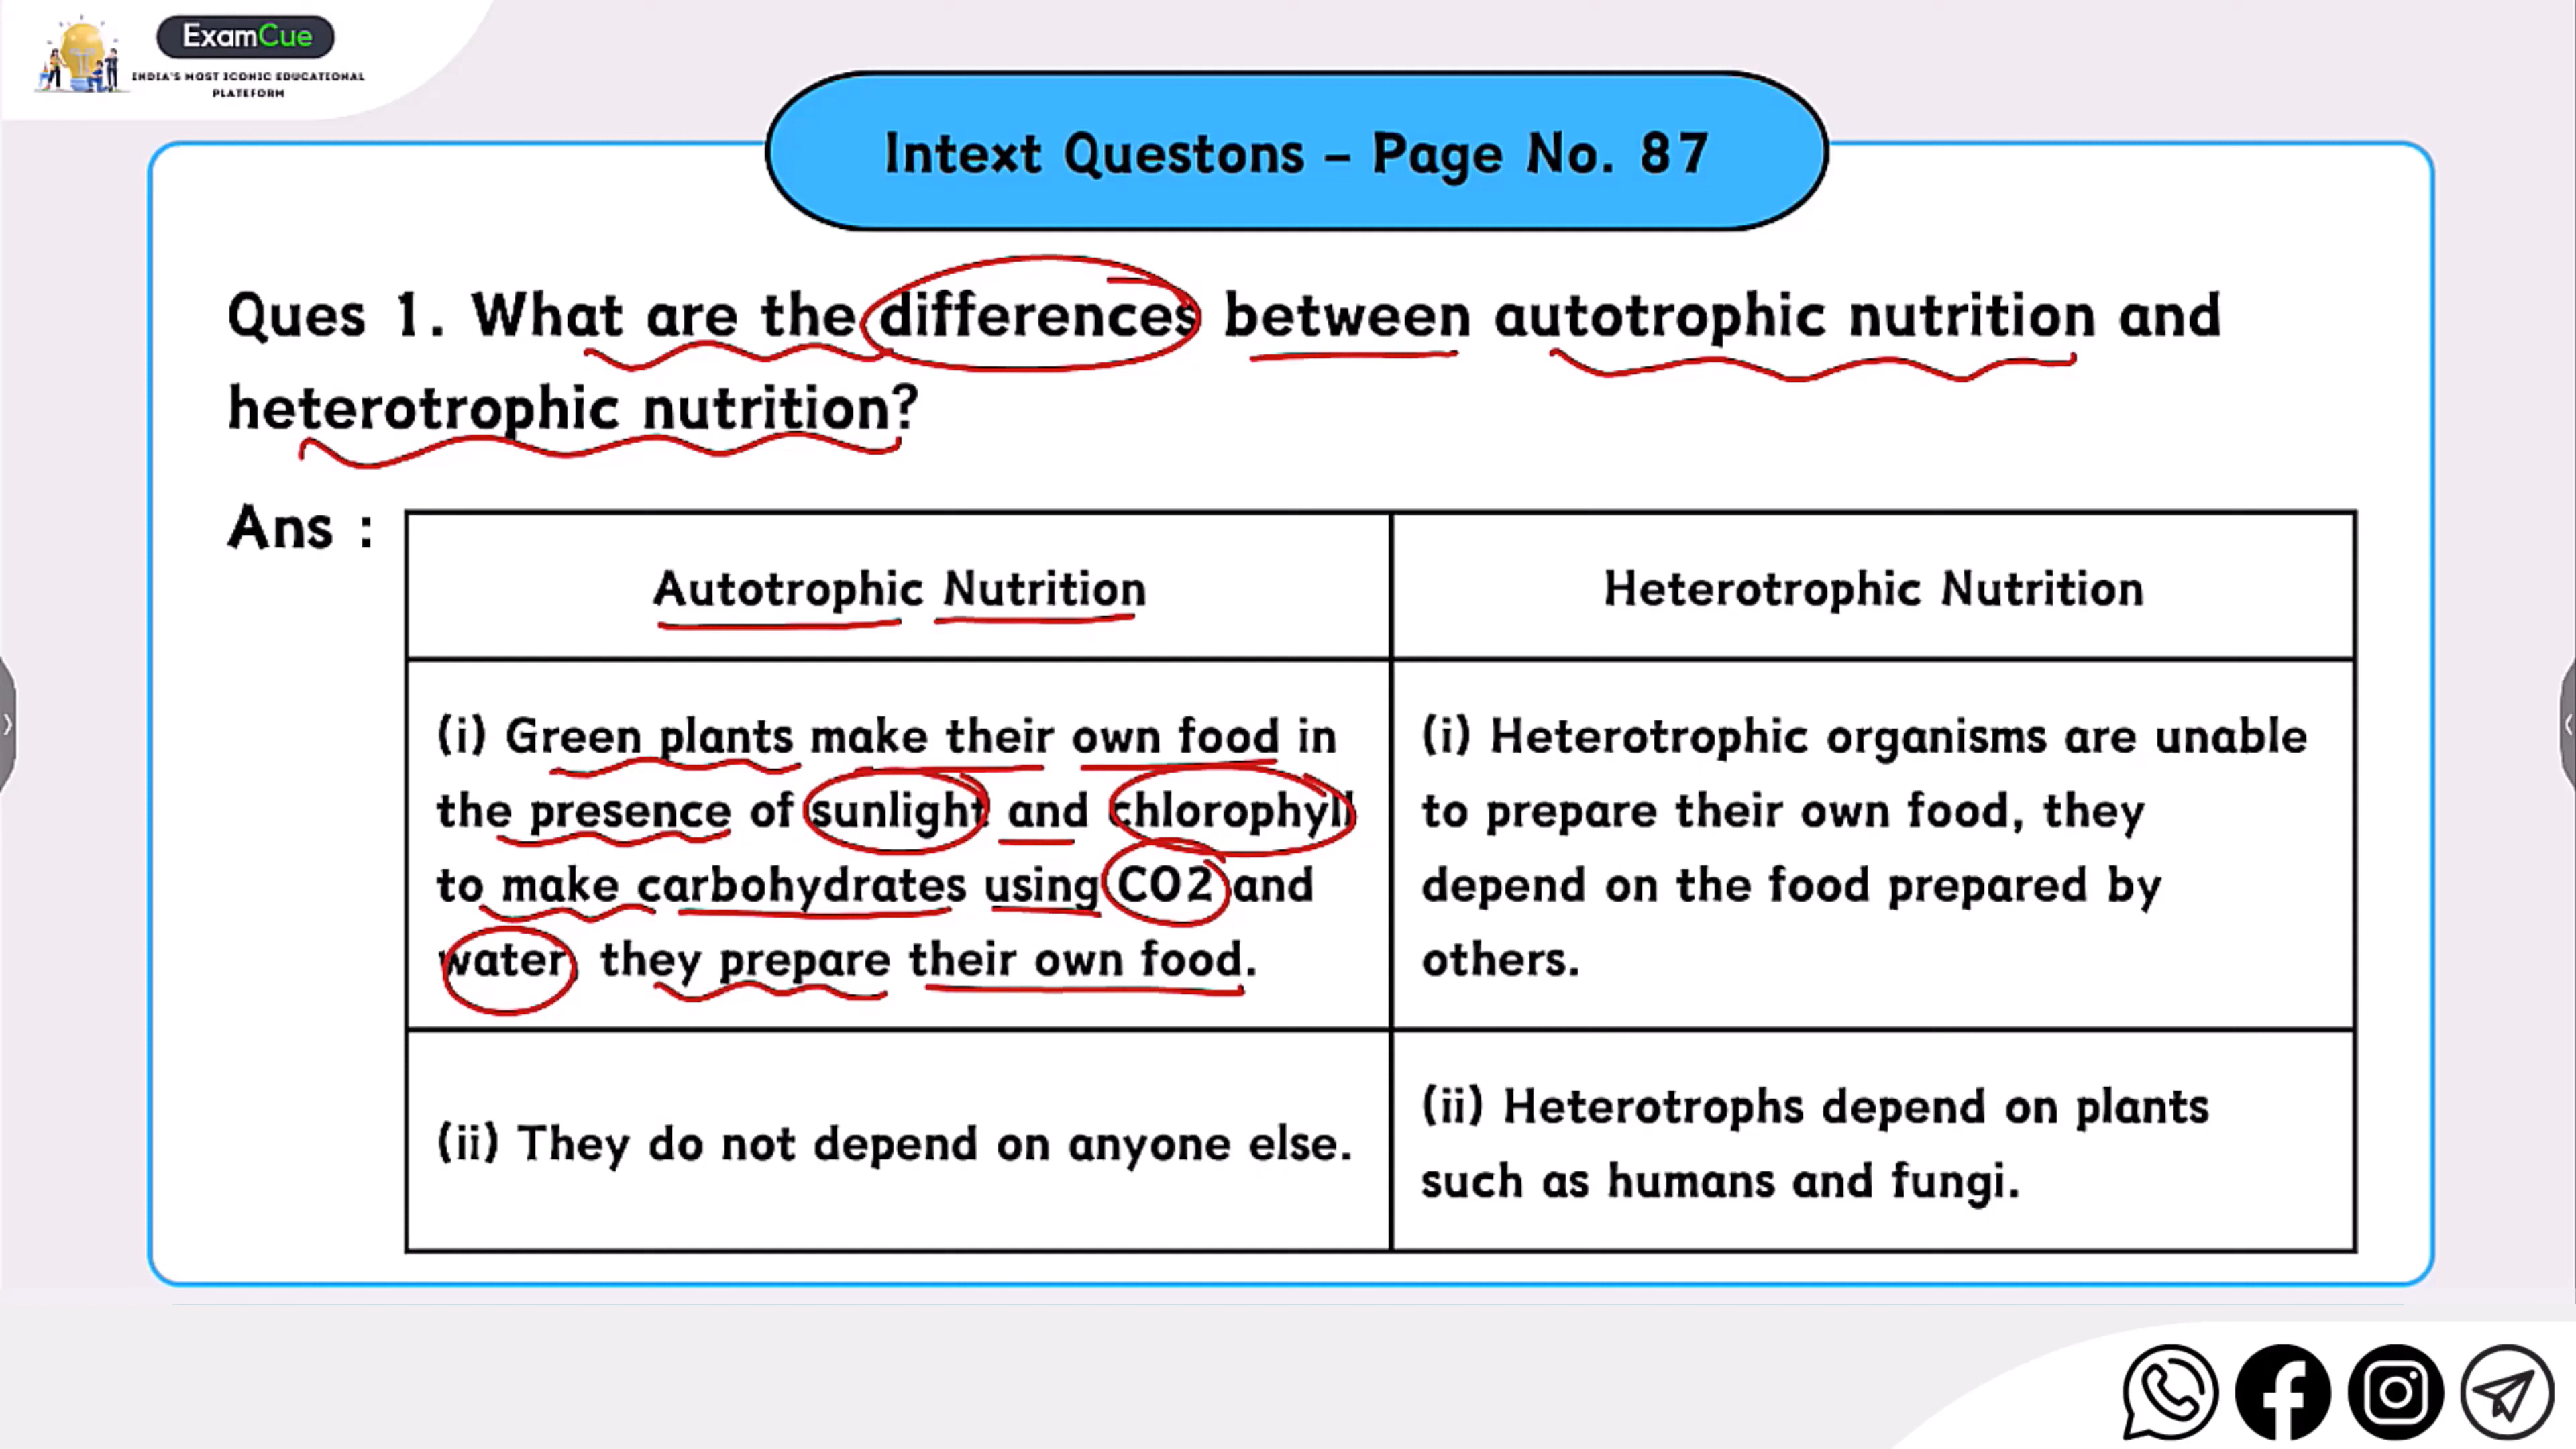 ExamCue
INDIA'S MOST ICONIC EDUCATIONAL
PLATEFORM
Intext Questons – Page No. 87
Ques 1. What are the differences between autotrophic nutrition and
heterotrophic nutrition?
Ans :
Autotrophic Nutrition
Heterotrophic Nutrition
(i) Green plants make their own food in
the presence of sunlight and chlorophyll
to make carbohydrates using CO2 and
water, they prepare their own food.
(i) Heterotrophic organisms are unable
to prepare their own food, they
depend on the food prepared by
others.
(ii) They do not depend on anyone else.
(ii) Heterotrophs depend on plants
such as humans and fungi.